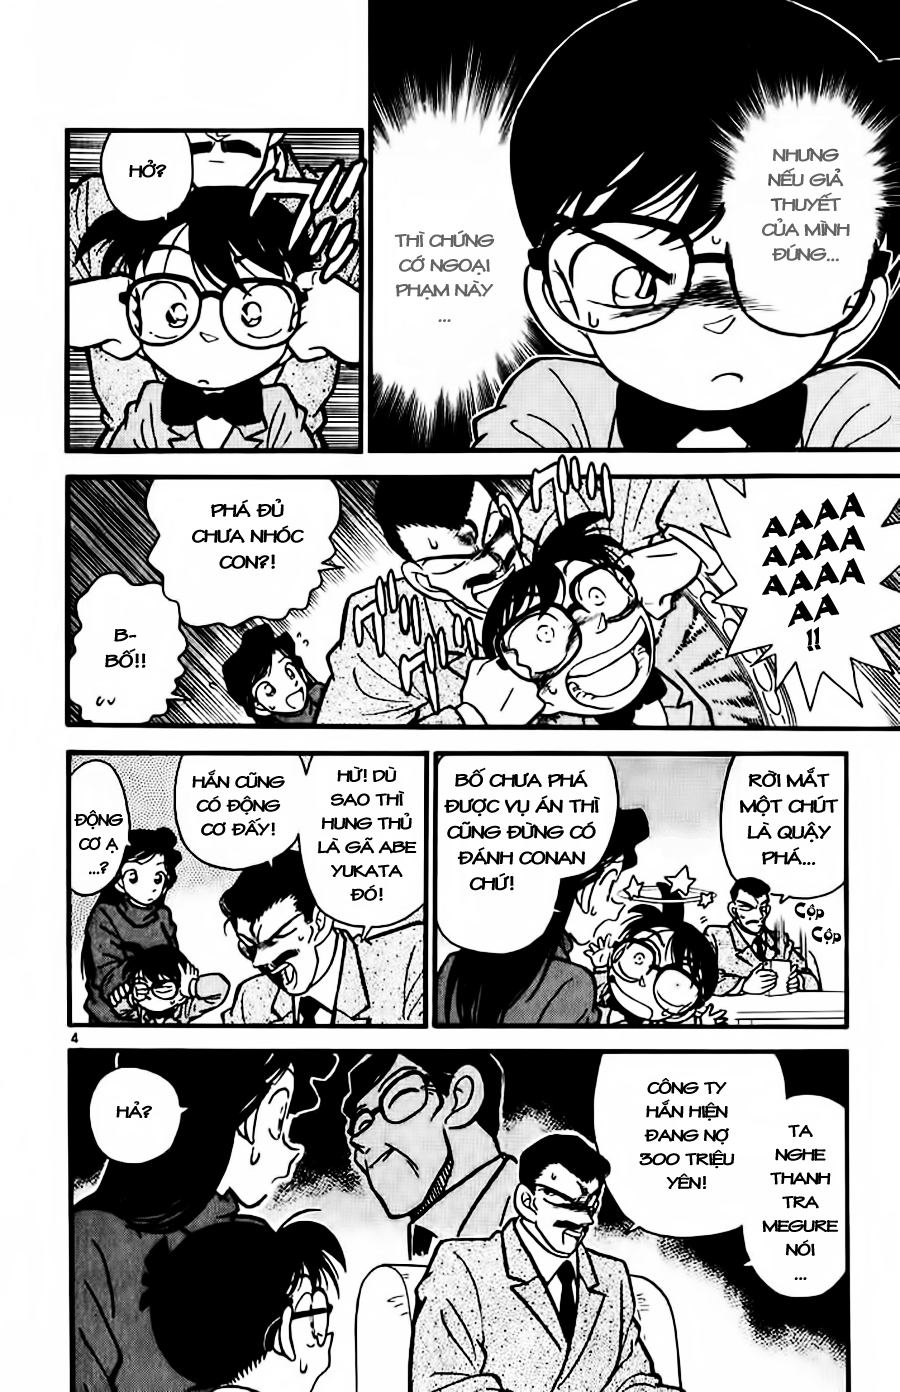 NHƯNG
NẾU GIẢ
THUYẾT
CỦA MÌNH
ĐÚNG...
THÌ CHỨNG
CỚ NGOẠI
PHẠM NÀY
...
HỞ?
AAAA
AAAAA
AAAAA
AA
!!
PHÁ ĐỦ
CHƯA NHÓC
CON?!
B-
BỐ!!
RỜI MẮT
MỘT CHÚT
LÀ QUẬY
PHÁ...
CỘP
CỘP
BỐ CHƯA PHÁ
ĐƯỢC VỤ ÁN THÌ
CŨNG ĐỪNG CÓ
ĐÁNH CONAN
CHỨ!
HỪ! DÙ
SAO THÌ
HUNG THỦ
LÀ GÃ ABE
YUKATA
ĐÓ!
HẮN CŨNG
CÓ ĐỘNG
CƠ ĐẤY!
ĐỘNG
CƠ Ạ
...?
4
TA
NGHE
THANH
TRA
MEGURE
NÓI
...
CÔNG TY
HẮN HIỆN
ĐANG NỢ
300 TRIỆU
YÊN!
HẢ?